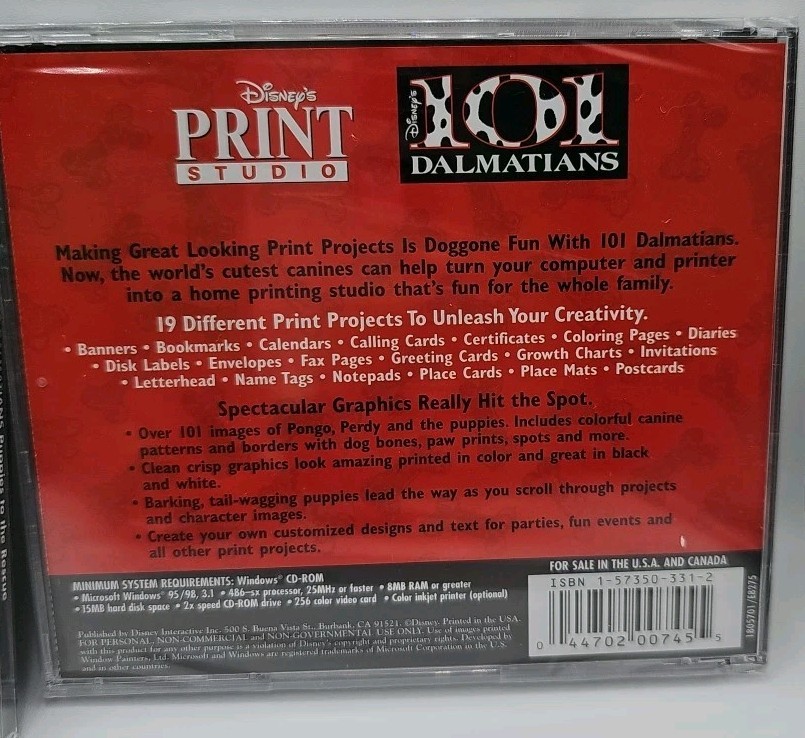 Disney's
PRINT
STUDIO
Disney's
101
DALMATIANS
Making Great Looking Print Projects Is Doggone Fun With 101 Dalmatians.
Now, the world's cutest canines can help turn your computer and printer
into a home printing studio that's fun for the whole family.
19 Different Print Projects To Unleash Your Creativity.
• Banners • Bookmarks • Calendars • Calling Cards • Certificates • Coloring Pages • Diaries
• Disk Labels • Envelopes • Fax Pages • Greeting Cards • Growth Charts • Invitations
• Letterhead • Name Tags • Notepads • Place Cards • Place Mats • Postcards
Spectacular Graphics Really Hit the Spot.
• Over 101 images of Pongo, Perdy and the puppies. Includes colorful canine
patterns and borders with dog bones, paw prints, spots and more.
• Clean crisp graphics look amazing printed in color and great in black
and white.
• Barking, tail-wagging puppies lead the way as you scroll through projects
and character images.
• Create your own customized designs and text for parties, fun events and
all other print projects.
MINIMUM SYSTEM REQUIREMENTS: Windows® CD-ROM
• Microsoft Windows® 95/98, 3.1 • 486-sx processor, 25MHz or faster • 8MB RAM or greater
• 15MB hard disk space • 2x speed CD-ROM drive • 256 color video card • Color inkjet printer (optional)
Published by Disney Interactive Inc. 500 S. Buena Vista St., Burbank, CA 91521. ©Disney. Printed in the USA.
FOR PERSONAL, NON-COMMERCIAL and NON-GOVERNMENTAL USE ONLY. Use of images printed
with this product for any other purpose is a violation of Disney's copyright and proprietary rights. Developed by
Window Painters, Ltd. Microsoft and Windows are registered trademarks of Microsoft Corporation in the U.S.
and in other countries.
FOR SALE IN THE U.S.A. AND CANADA
ISBN 1-57350-331-2
0 44702 00745 5
1805701/E8275
Puppies to the Rescue